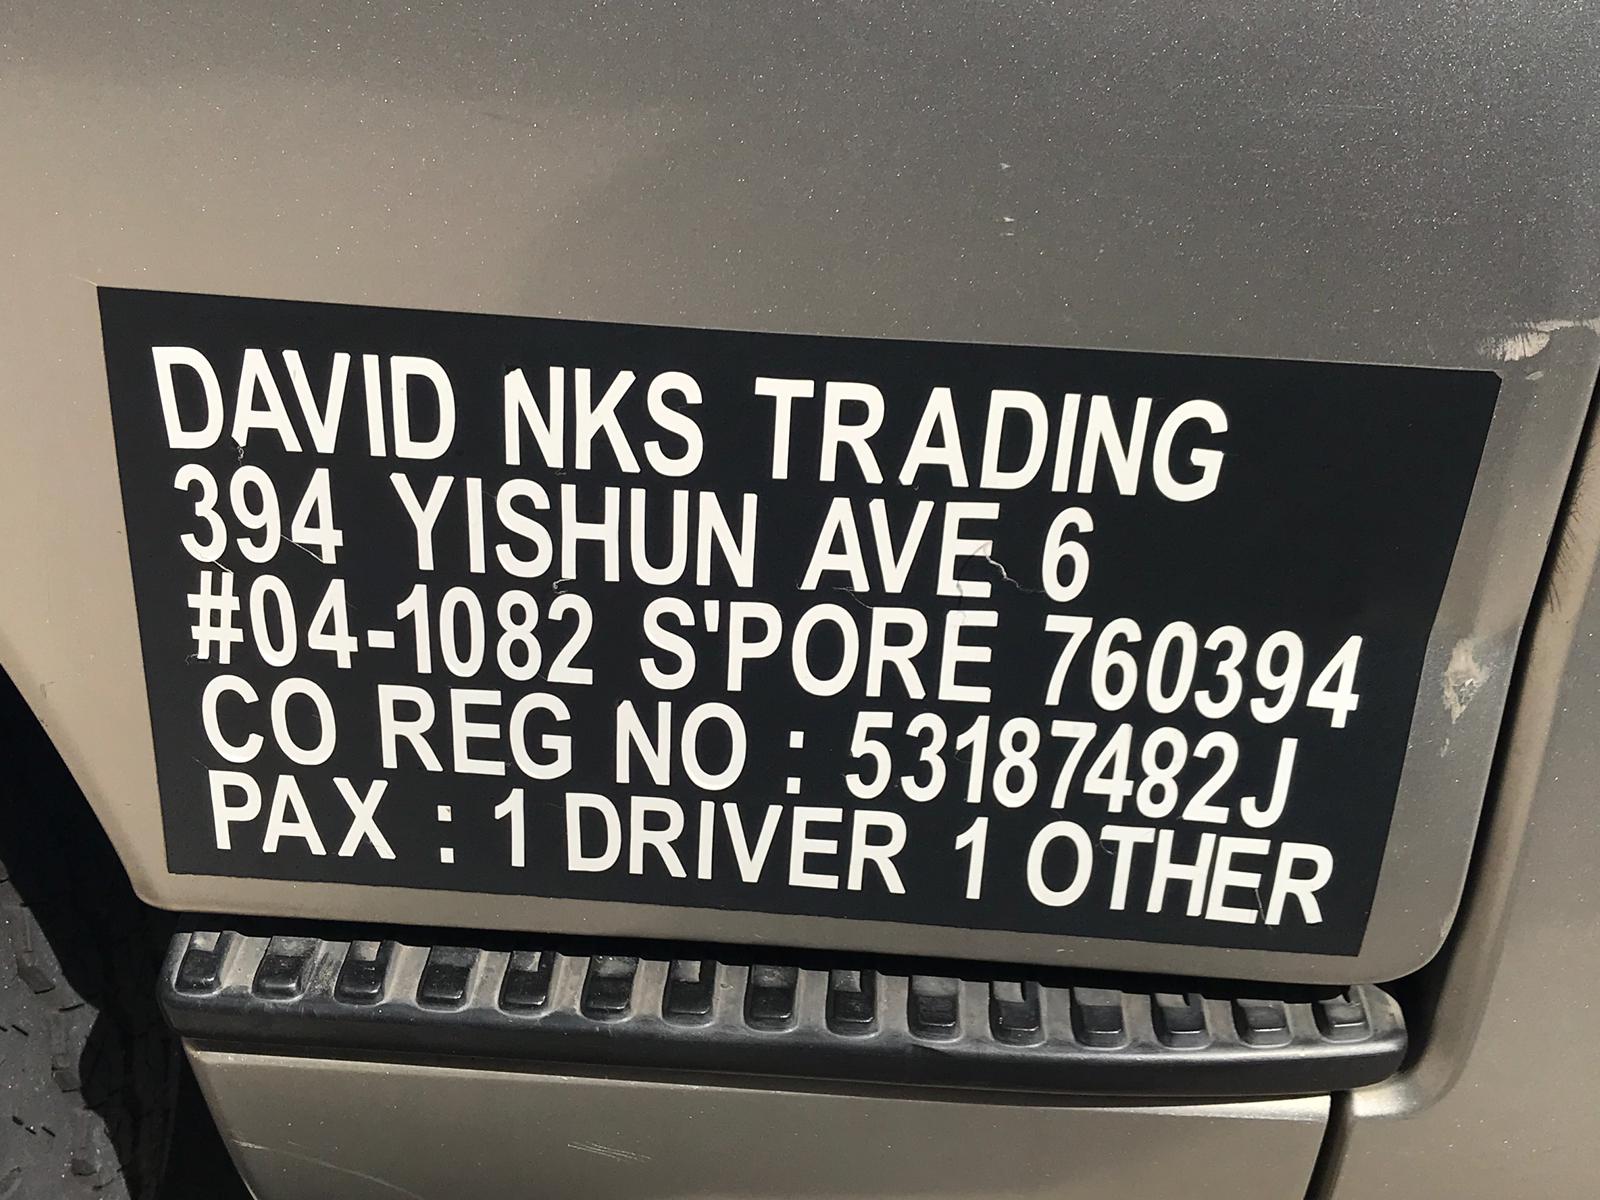 DAVID NKS TRADING
394 YISHUN AVE 6
#04-1082 S'PORE 760394
CO REG NO : 53187482J
PAX : 1 DRIVER 1 OTHER